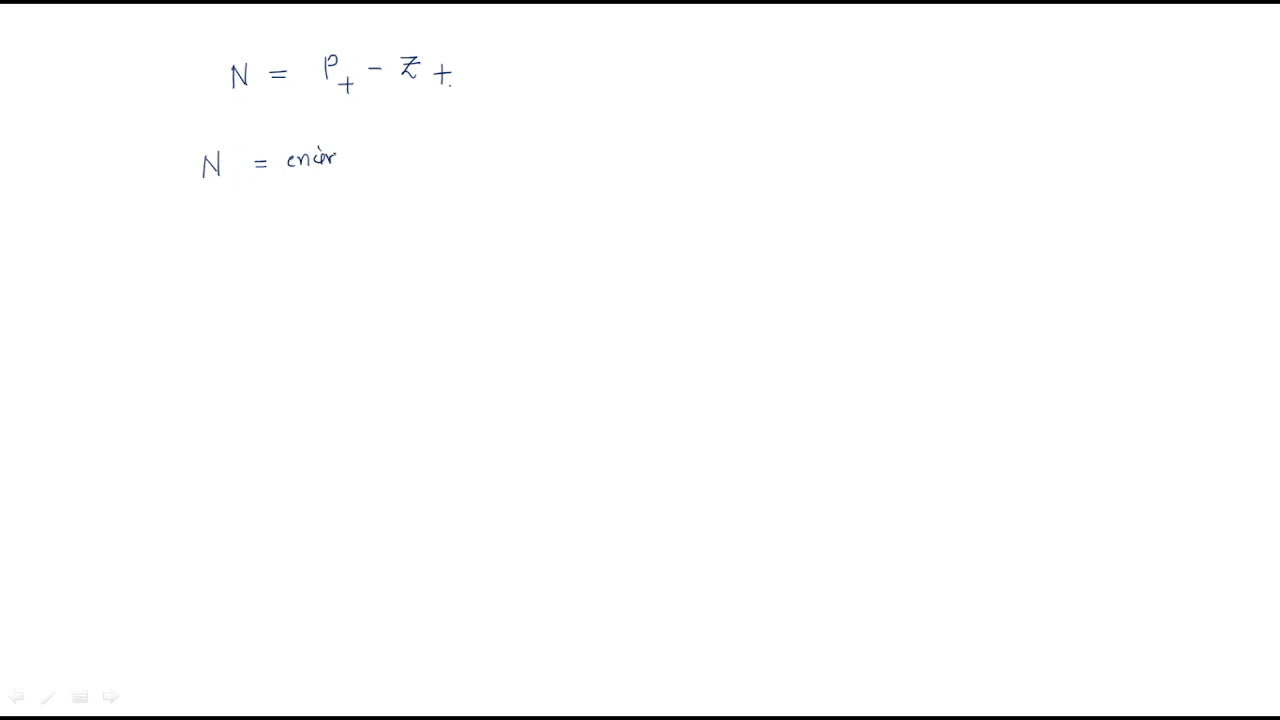 N = P+ - Z+
N = encir